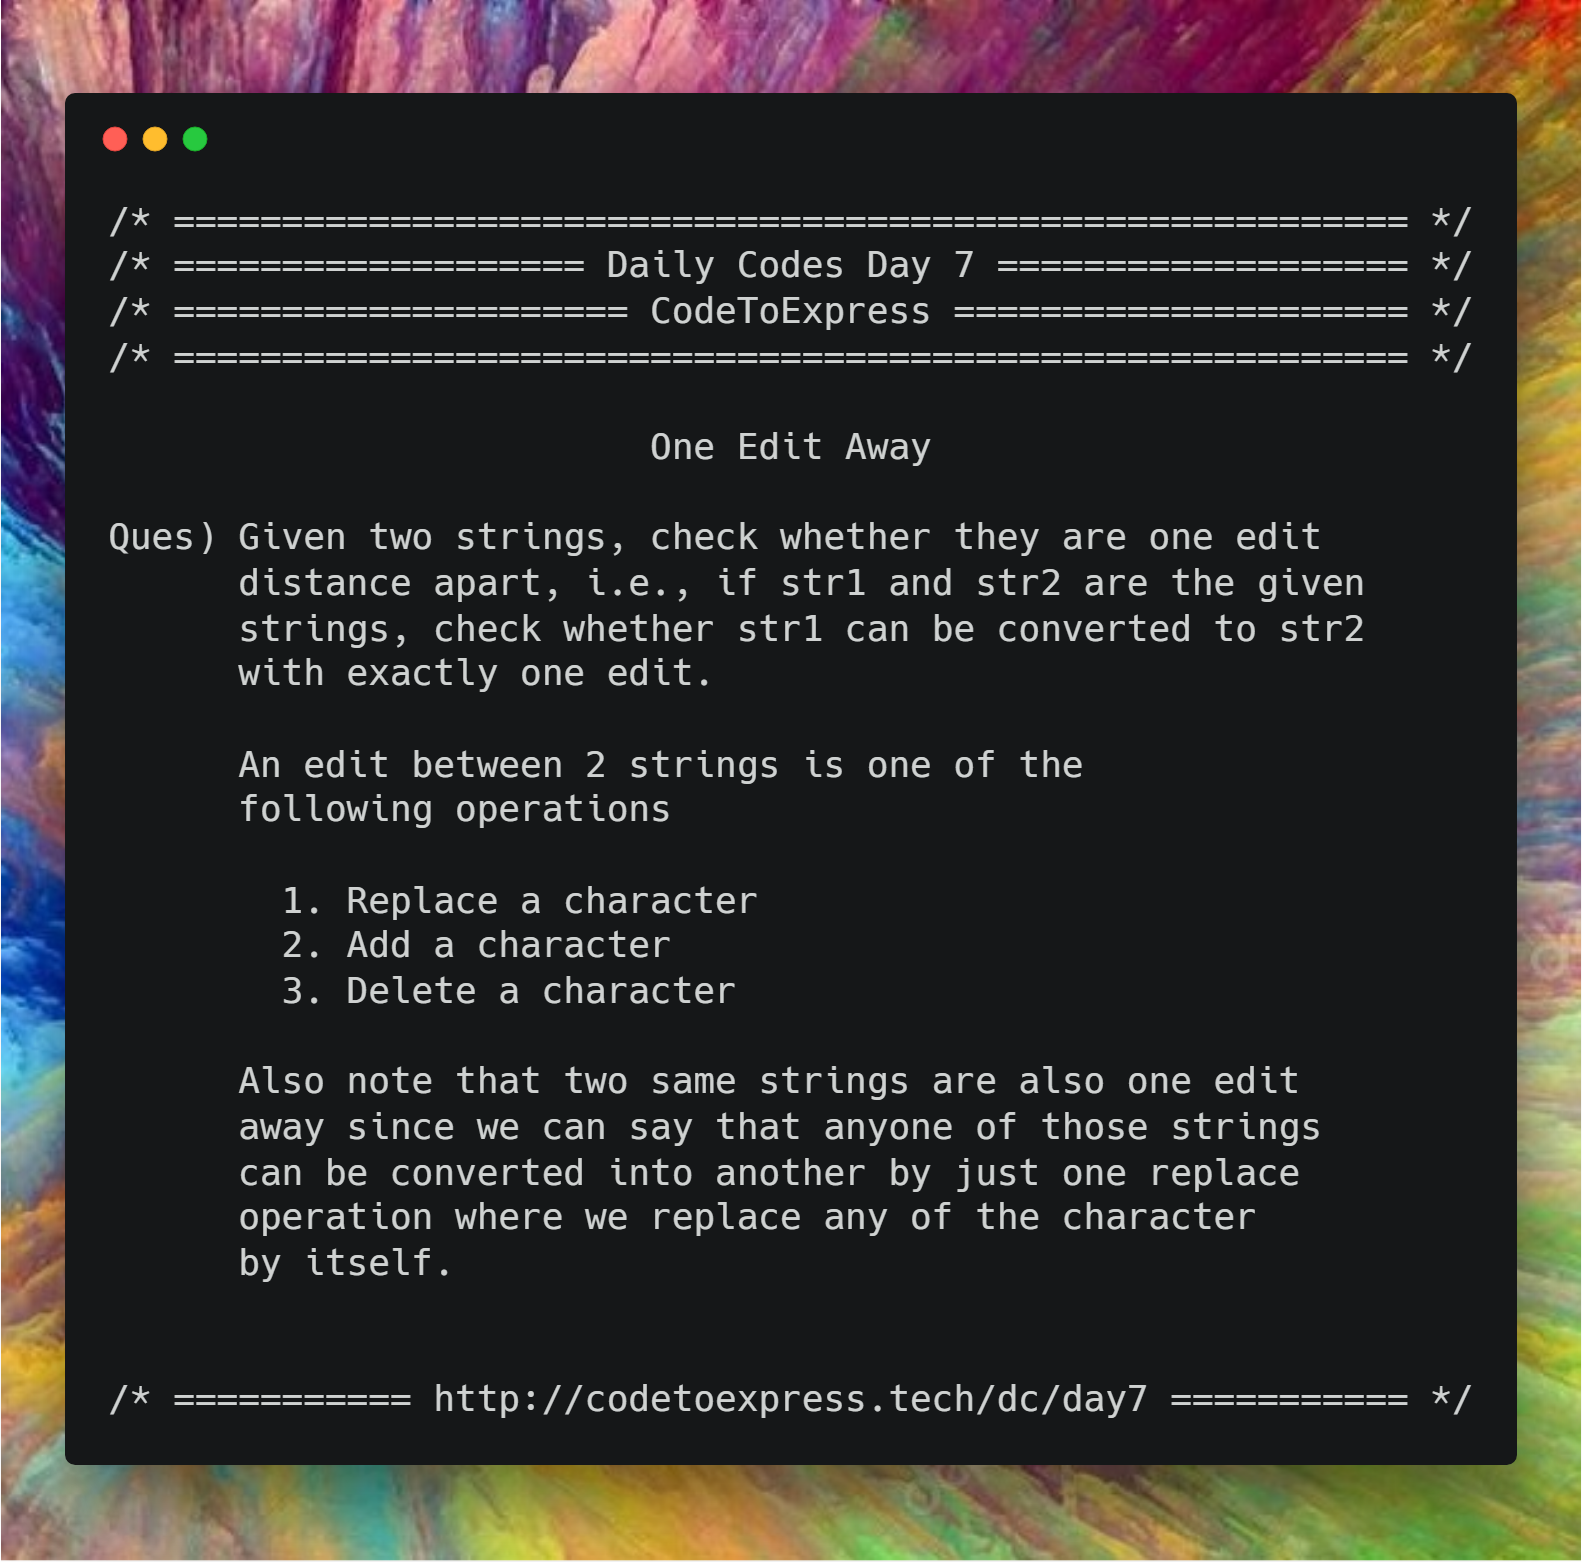 /* ========================================================= */
/* =================== Daily Codes Day 7 =================== */
/* ===================== CodeToExpress ===================== */
/* ========================================================= */
One Edit Away
Ques) Given two strings, check whether they are one edit
distance apart, i.e., if str1 and str2 are the given
strings, check whether str1 can be converted to str2
with exactly one edit.
An edit between 2 strings is one of the
following operations
1. Replace a character
2. Add a character
3. Delete a character
Also note that two same strings are also one edit
away since we can say that anyone of those strings
can be converted into another by just one replace
operation where we replace any of the character
by itself.
/* =========== http://codetoexpress.tech/dc/day7 =========== */